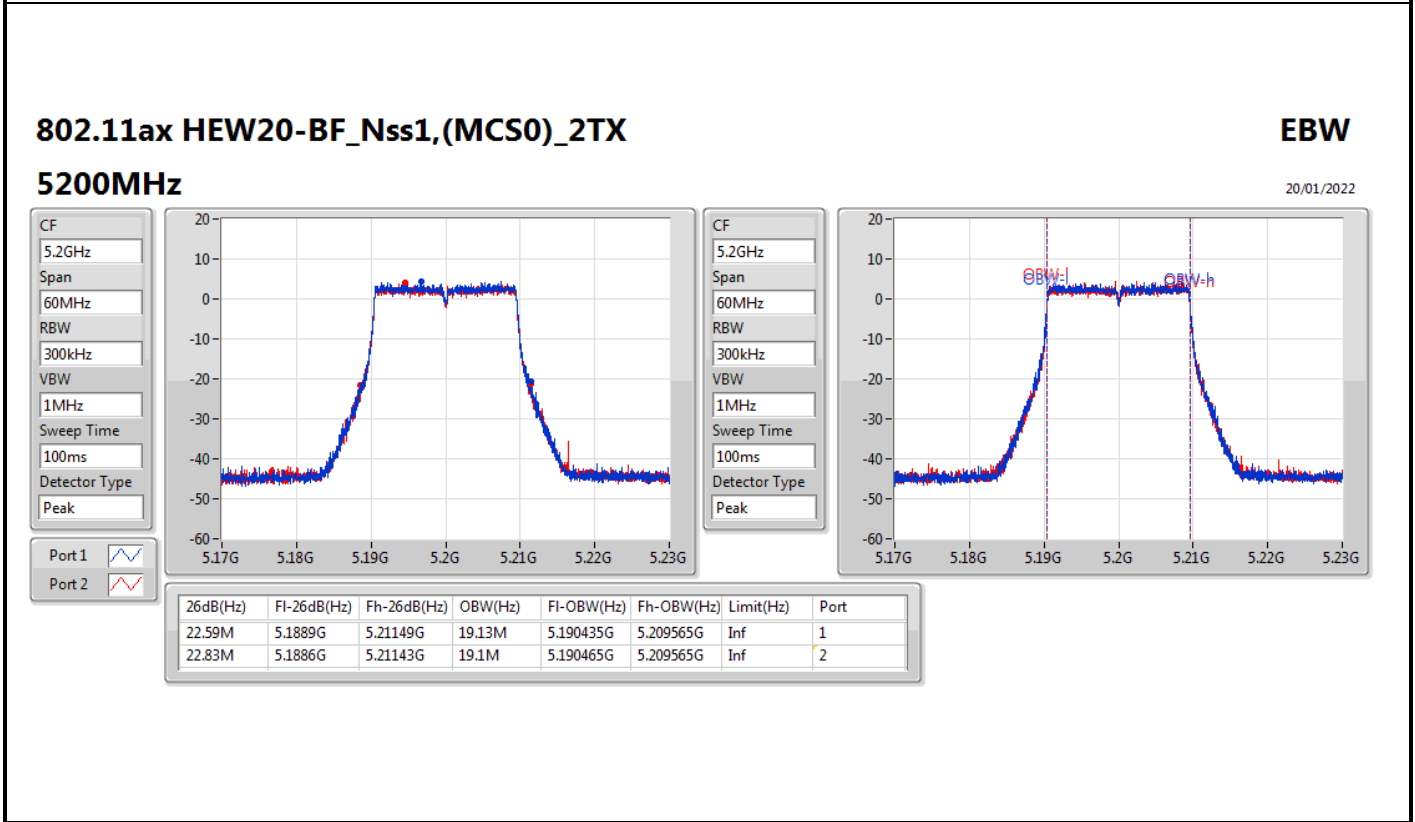 802.11ax HEW20-BF_Nss1,(MCS0)_2TX
EBW
5200MHz
20/01/2022
CF
5.2GHz
Span
60MHz
RBW
300kHz
VBW
1MHz
Sweep Time
100ms
Detector Type
Peak
Port 1
Port 2
20
10
0
-10
-20
-30
-40
-50
-60
5.17G 5.18G 5.19G 5.2G 5.21G 5.22G 5.23G
CF
5.2GHz
Span
60MHz
RBW
300kHz
VBW
1MHz
Sweep Time
100ms
Detector Type
Peak
20
10
0
-10
-20
-30
-40
-50
-60
OBW-l OBW-h
OBW-l OBW-h
5.17G 5.18G 5.19G 5.2G 5.21G 5.22G 5.23G
26dB(Hz) Fl-26dB(Hz) Fh-26dB(Hz) OBW(Hz) Fl-OBW(Hz) Fh-OBW(Hz) Limit(Hz) Port
22.59M 5.1889G 5.21149G 19.13M 5.190435G 5.209565G Inf 1
22.83M 5.1886G 5.21143G 19.1M 5.190465G 5.209565G Inf 2